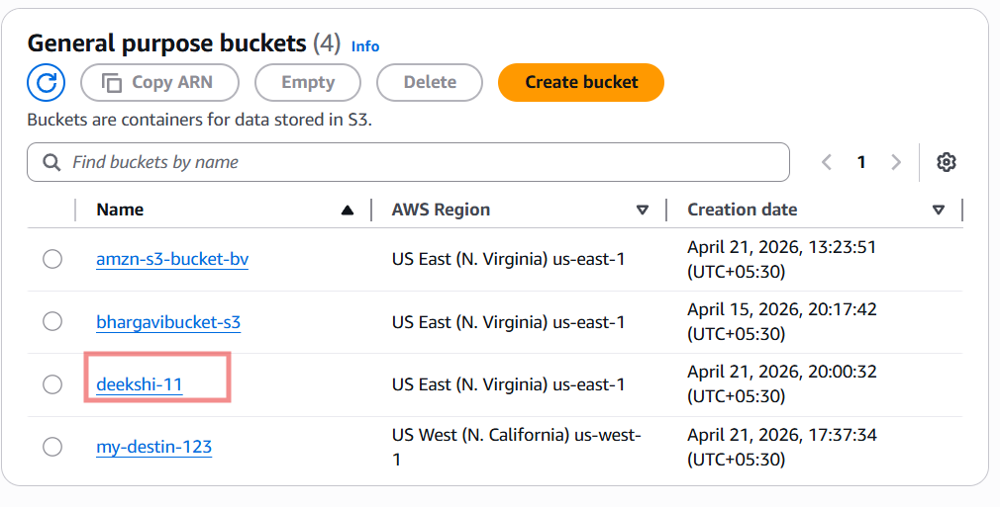 General purpose buckets (4) Info
Copy ARN Empty Delete Create bucket
Buckets are containers for data stored in S3.
Find buckets by name 1
Name AWS Region Creation date
amzn-s3-bucket-bv US East (N. Virginia) us-east-1 April 21, 2026, 13:23:51
(UTC+05:30)
bhargavibucket-s3 US East (N. Virginia) us-east-1 April 15, 2026, 20:17:42
(UTC+05:30)
deekshi-11 US East (N. Virginia) us-east-1 April 21, 2026, 20:00:32
(UTC+05:30)
my-destin-123 US West (N. California) us-west- April 21, 2026, 17:37:34
1 (UTC+05:30)